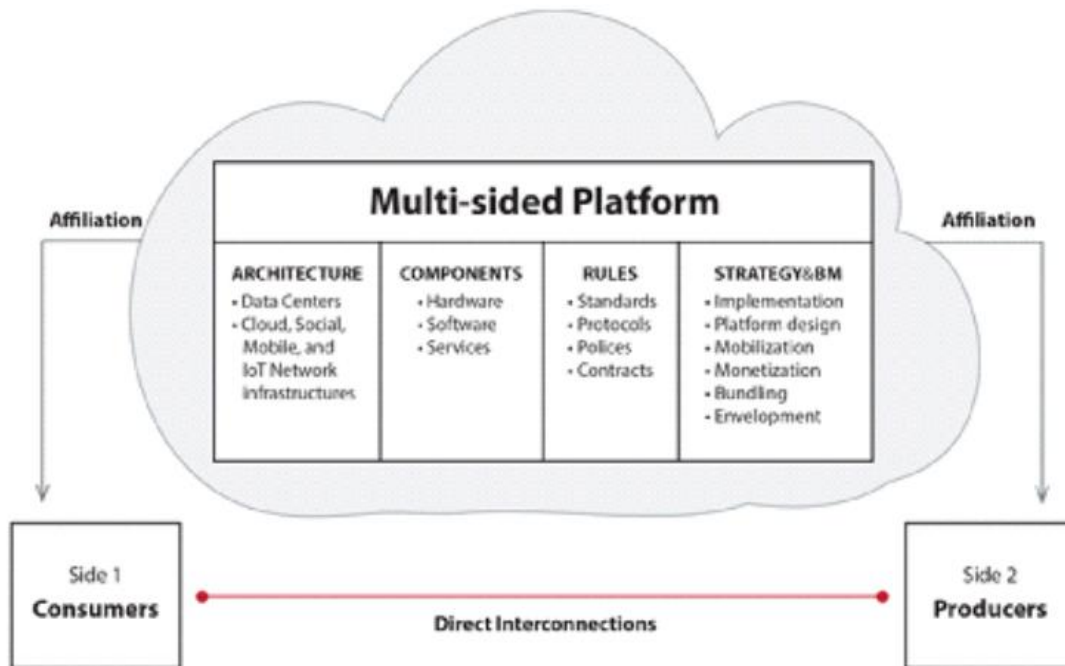 Multi-sided Platform
Affiliation
Affiliation
ARCHITECTURE
• Data Centers
• Cloud, Social,
Mobile, and
IoT Network
Infrastructures
COMPONENTS
• Hardware
• Software
• Services
RULES
• Standards
• Protocols
• Polices
• Contracts
STRATEGY&BM
• Implementation
• Platform design
• Mobilization
• Monetization
• Bundling
• Envelopment
Side 1
Consumers
Direct Interconnections
Side 2
Producers